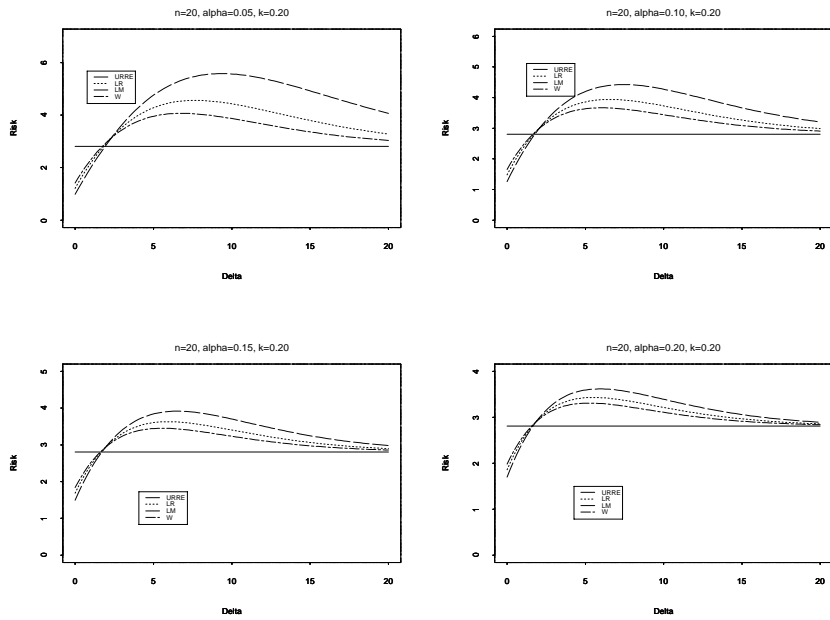 n=20, alpha=0.05, k=0.20
Risk
6
4
2
0
URRE
LR
LM
W
0 5 10 15 20
Delta
n=20, alpha=0.10, k=0.20
Risk
6
5
4
3
2
1
0
URRE
LR
LM
W
0 5 10 15 20
Delta
n=20, alpha=0.15, k=0.20
Risk
5
4
3
2
1
0
URRE
LR
LM
W
0 5 10 15 20
Delta
n=20, alpha=0.20, k=0.20
Risk
4
3
2
1
0
URRE
LR
LM
W
0 5 10 15 20
Delta